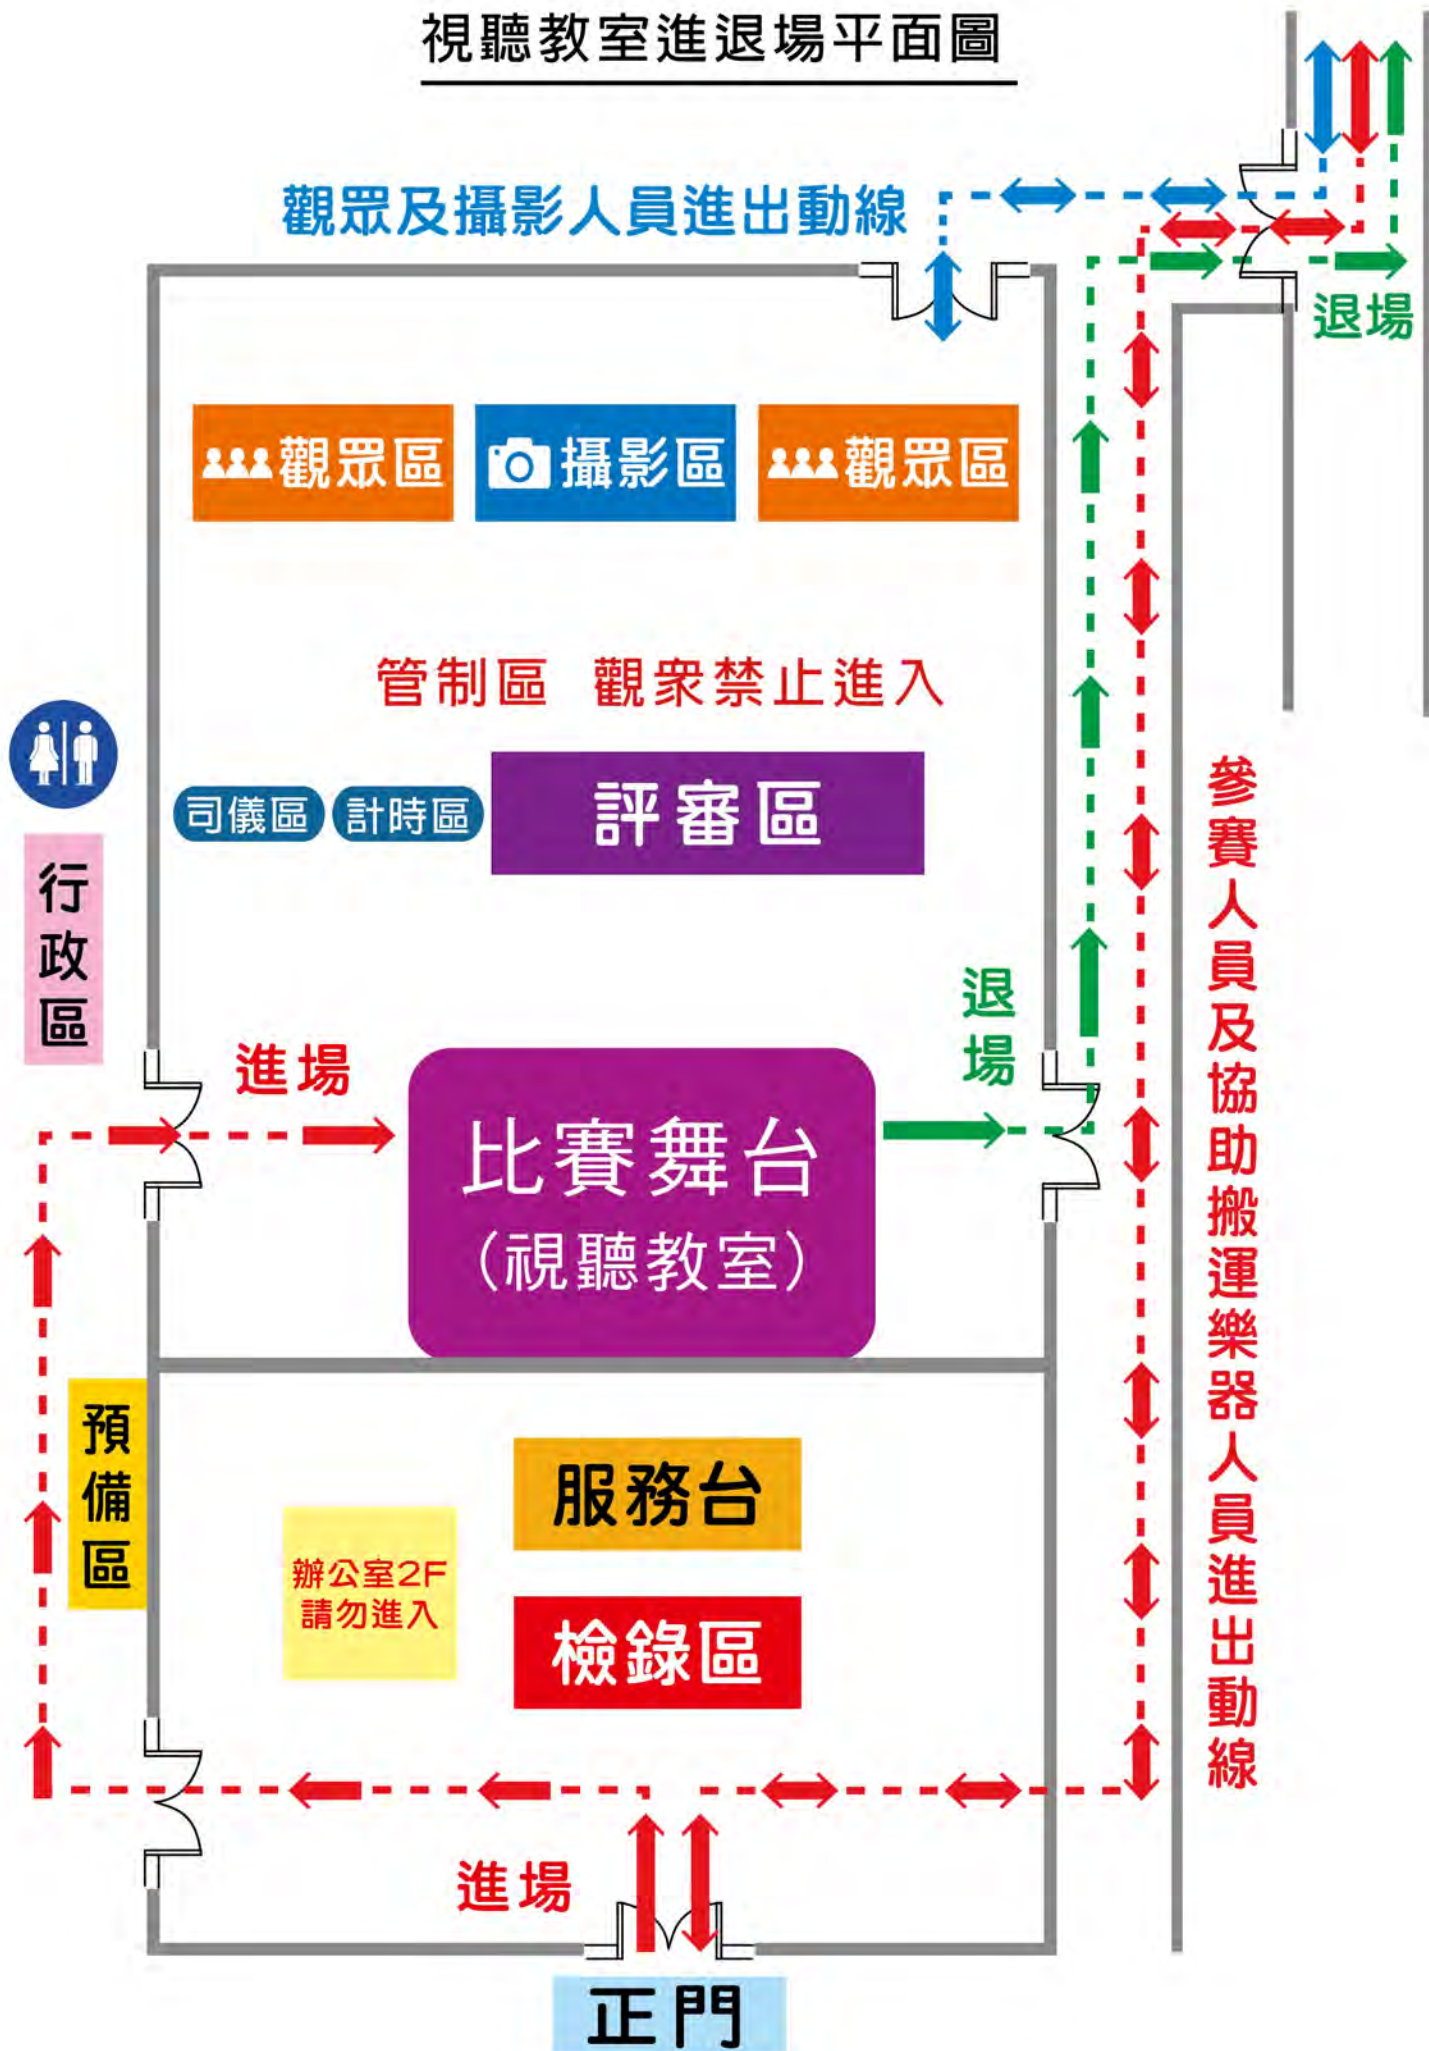 視聽教室進退場平面圖
觀眾及攝影人員進出動線
退場
觀眾區
攝影區
觀眾區
管制區 觀衆禁止進入
司儀區
計時區
評審區
行政區
進場
退場
比賽舞台
(視聽教室)
參賽人員及協助搬運樂器人員進出動線
預備區
服務台
辦公室2F
請勿進入
檢錄區
進場
正門